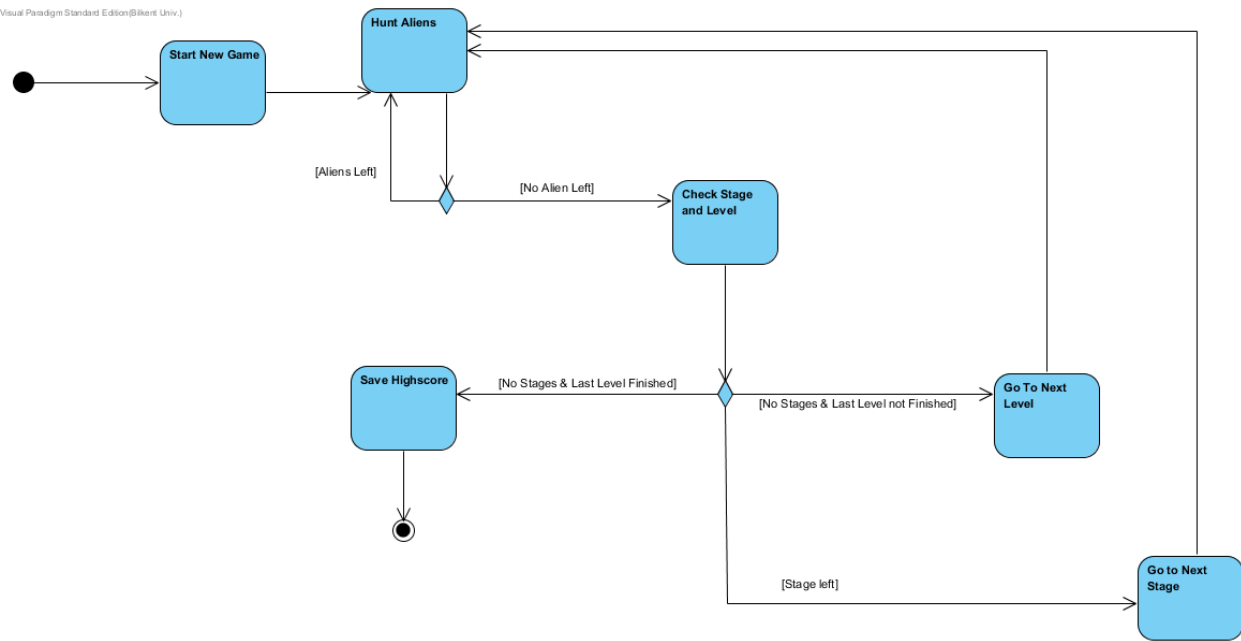 Visual Paradigm Standard Edition(Bilkent Univ.)
Hunt Aliens
Start New Game
[Aliens Left]
[No Alien Left]
Check Stage
and Level
Save Highscore
[No Stages & Last Level Finished]
[No Stages & Last Level not Finished]
Go To Next
Level
[Stage left]
Go to Next
Stage